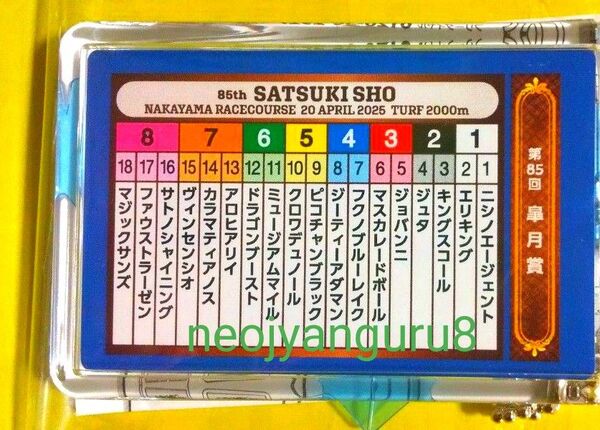 85th SATSUKI SHO
NAKAYAMA RACECOURSE 20 APRIL 2025 TURF 2000m
第85回 皐月賞
8 7 6 5 4 3 2 1
18 17 16 15 14 13 12 11 10 9 8 7 6 5 4 3 2 1
ニシノエージェント
エリキング
キングスコール
ジュタ
ジョバンニ
マスカレードボール
フクノブルーレイク
ジーティーアダマン
ピコチャンブラック
クロワデュノール
ミュージアムマイル
ドラゴンブースト
アロヒアリイ
カラマティアノス
ヴィンセンシオ
サトノシャイニング
ファウストラーゼン
マジックサンズ
neojyanguru8